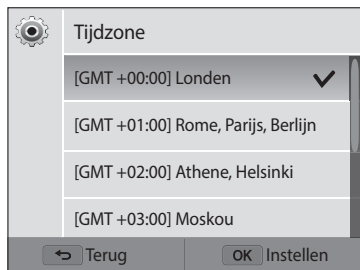 Tijdzone
[GMT +00:00] Londen
[GMT +01:00] Rome, Parijs, Berlijn
[GMT +02:00] Athene, Helsinki
[GMT +03:00] Moskou
Terug OK Instellen